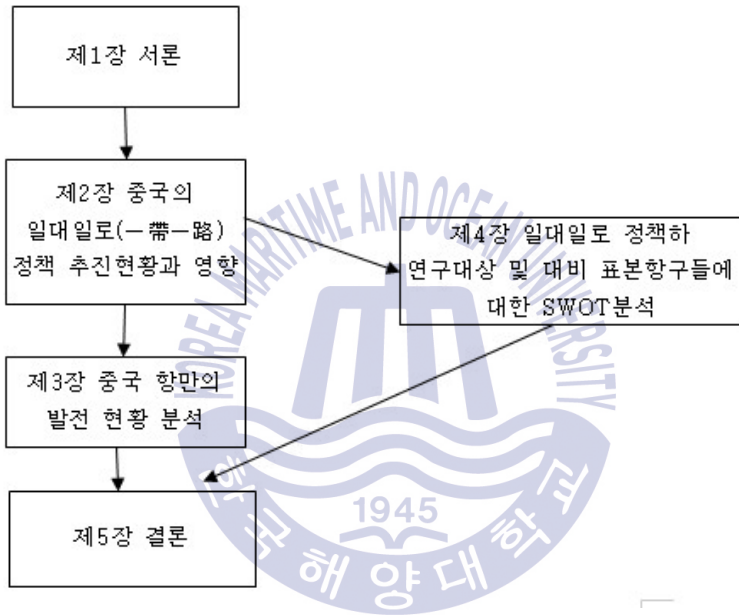 제1장 서론
제2장 중국의
일대일로(一帶一路)
정책 추진현황과 영향
제4장 일대일로 정책하
연구대상 및 대비 표본항구들에
대한 SWOT분석
제3장 중국 항만의
발전 현황 분석
제5장 결론
KOREA MARITIME AND OCEAN UNIVERSITY
1945
한국해양대학교